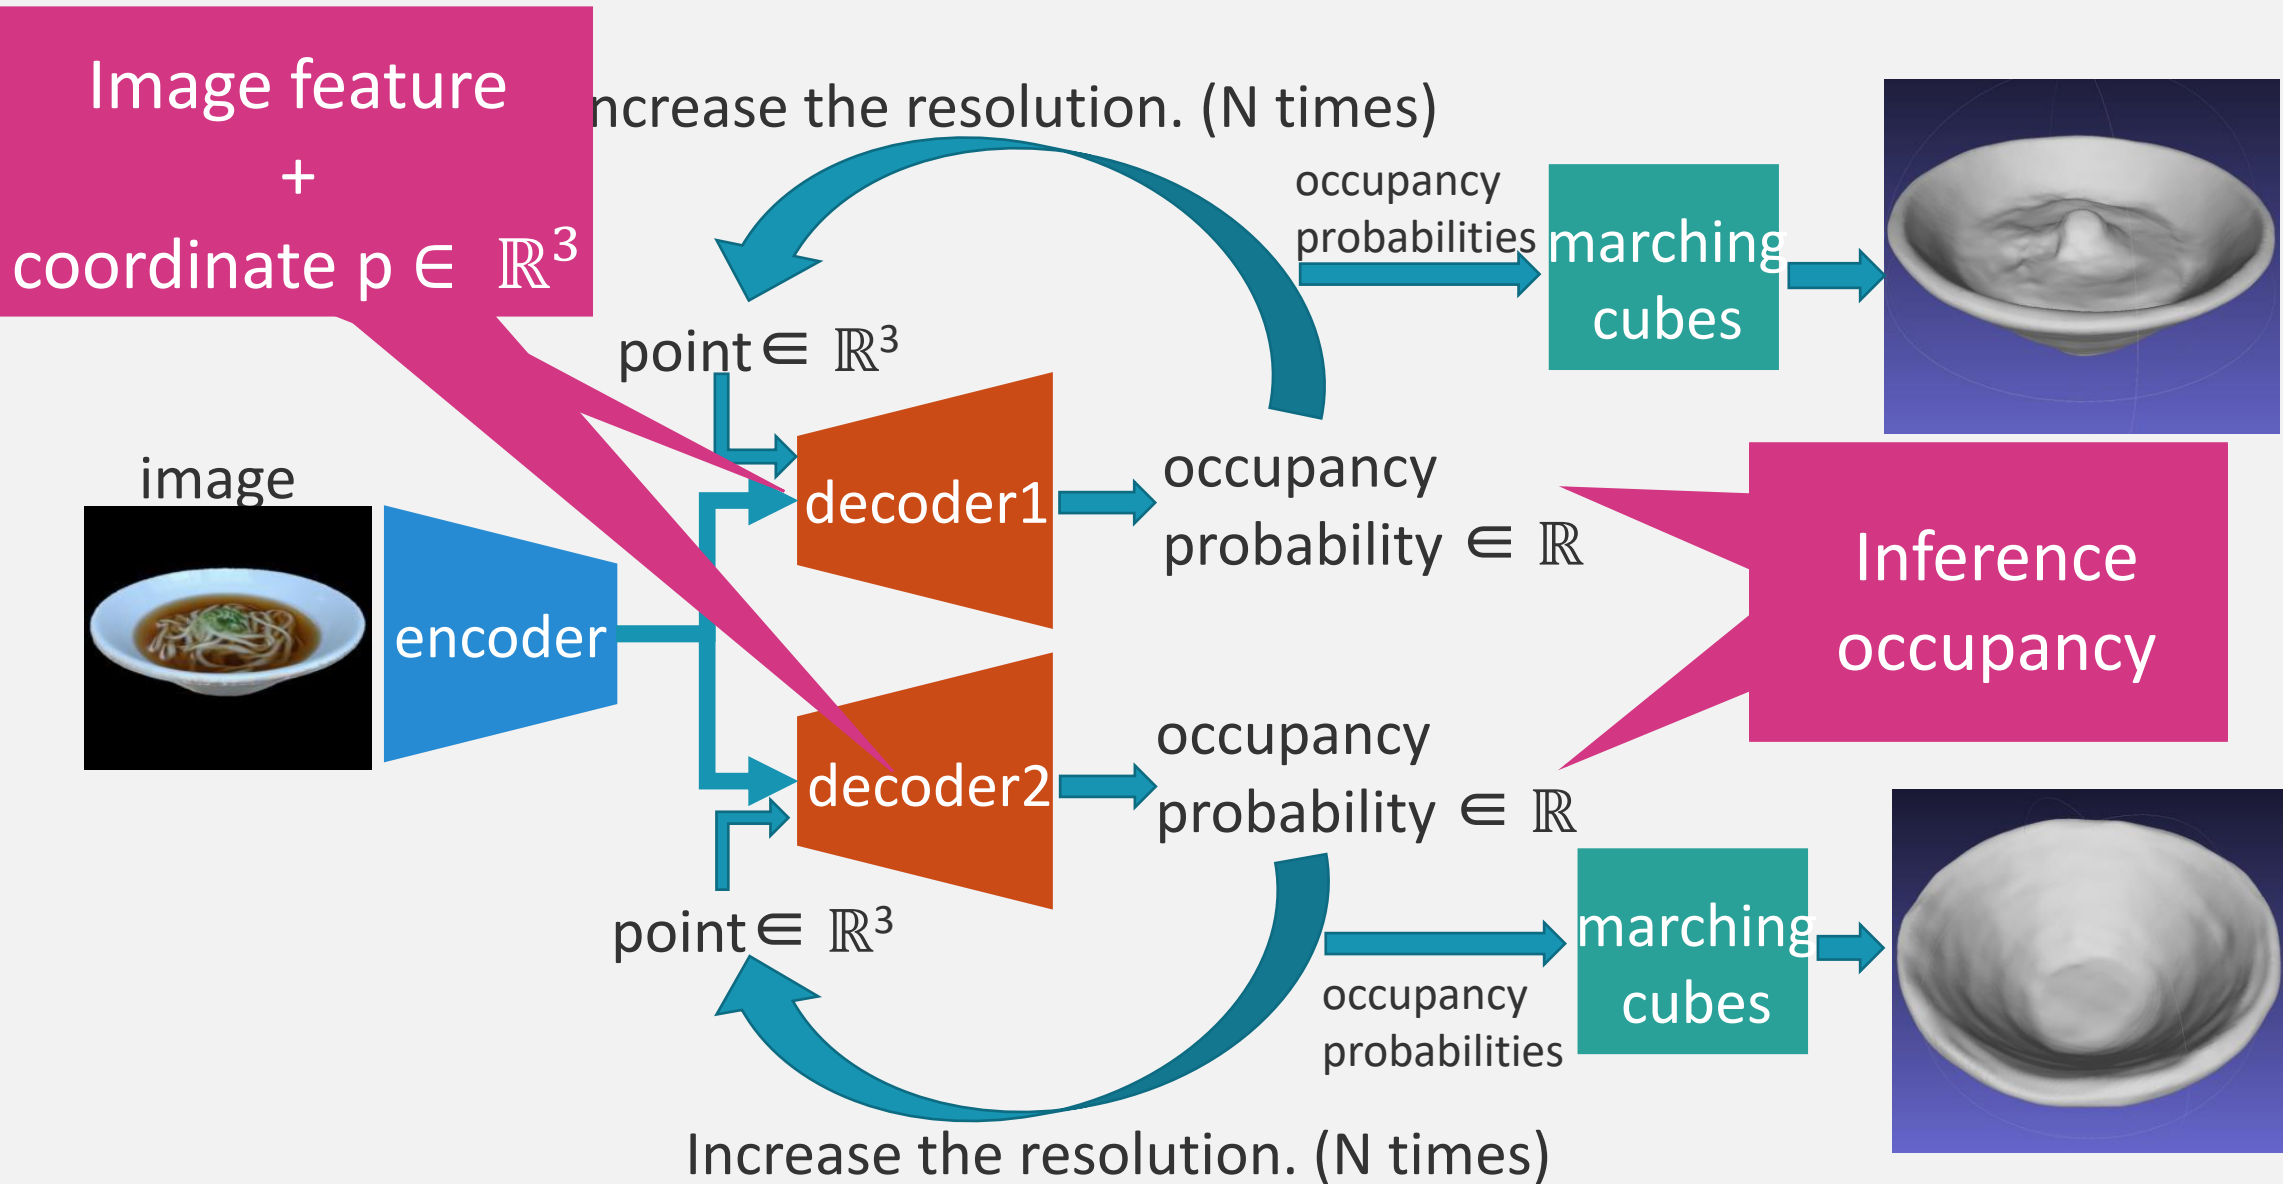 Image feature
+
coordinate p ∈ ℝ³
ncrease the resolution. (N times)
occupancy
probabilities
marching
cubes
point ∈ ℝ³
image
encoder
decoder1
occupancy
probability ∈ ℝ
Inference
occupancy
decoder2
occupancy
probability ∈ ℝ
point ∈ ℝ³
occupancy
probabilities
marching
cubes
Increase the resolution. (N times)